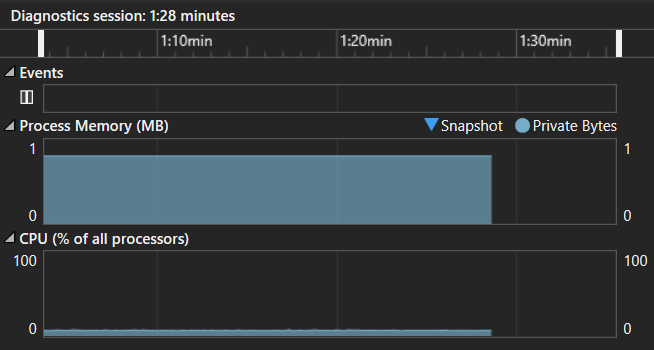 Diagnostics session: 1:28 minutes
1:10min 1:20min 1:30min
Events
Process Memory (MB) Snapshot Private Bytes
1 1
0 0
CPU (% of all processors)
100 100
0 0